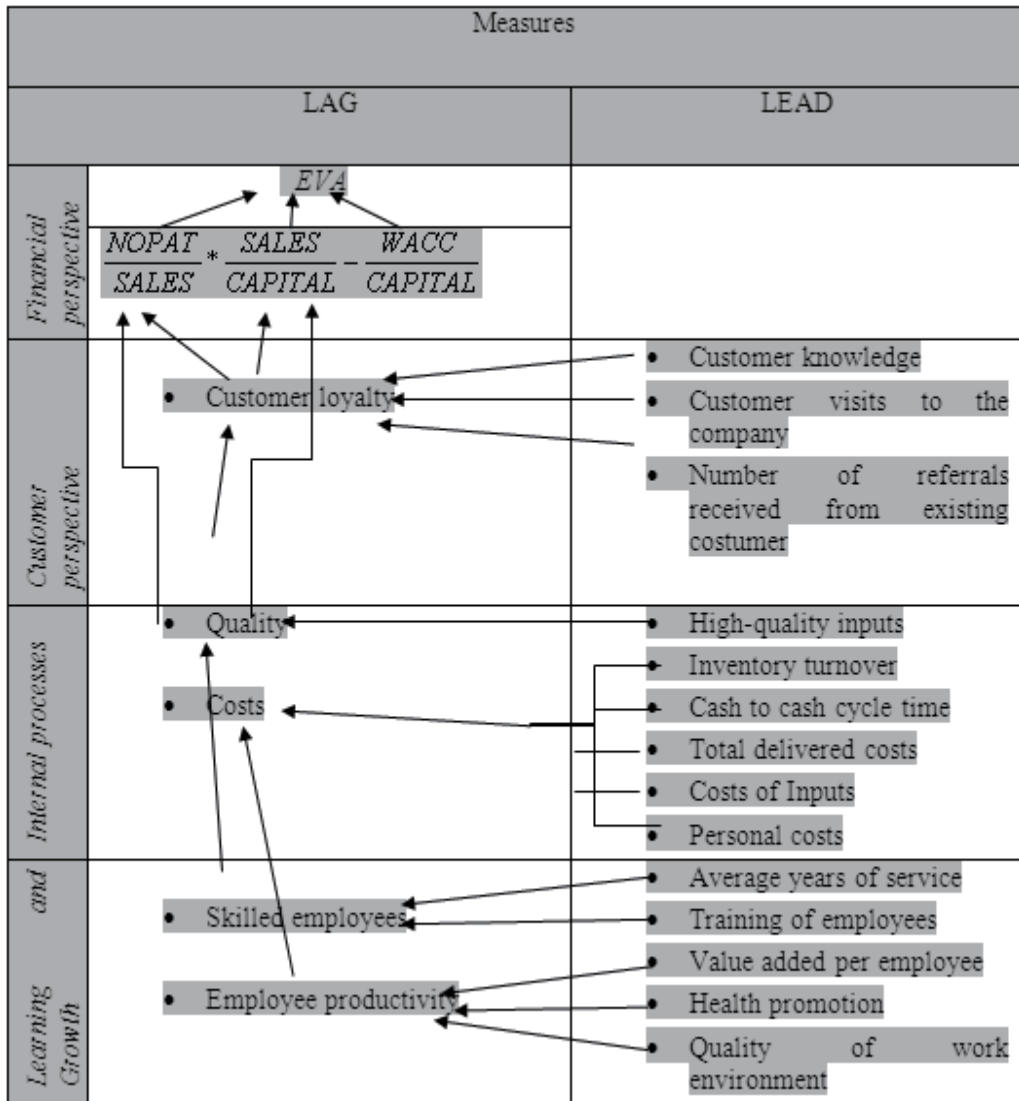 Measures
LAG
LEAD
Financial
perspective
EVA
NOPAT/SALES * SALES/CAPITAL - WACC/CAPITAL
Customer
perspective
• Customer loyalty
• Customer knowledge
• Customer visits to the
company
• Number of referrals
received from existing
costumer
Internal processes
• Quality
• Costs
• High-quality inputs
• Inventory turnover
• Cash to cash cycle time
• Total delivered costs
• Costs of Inputs
• Personal costs
Learning and
Growth
• Skilled employees
• Employee productivity
• Average years of service
• Training of employees
• Value added per employee
• Health promotion
• Quality of work
environment